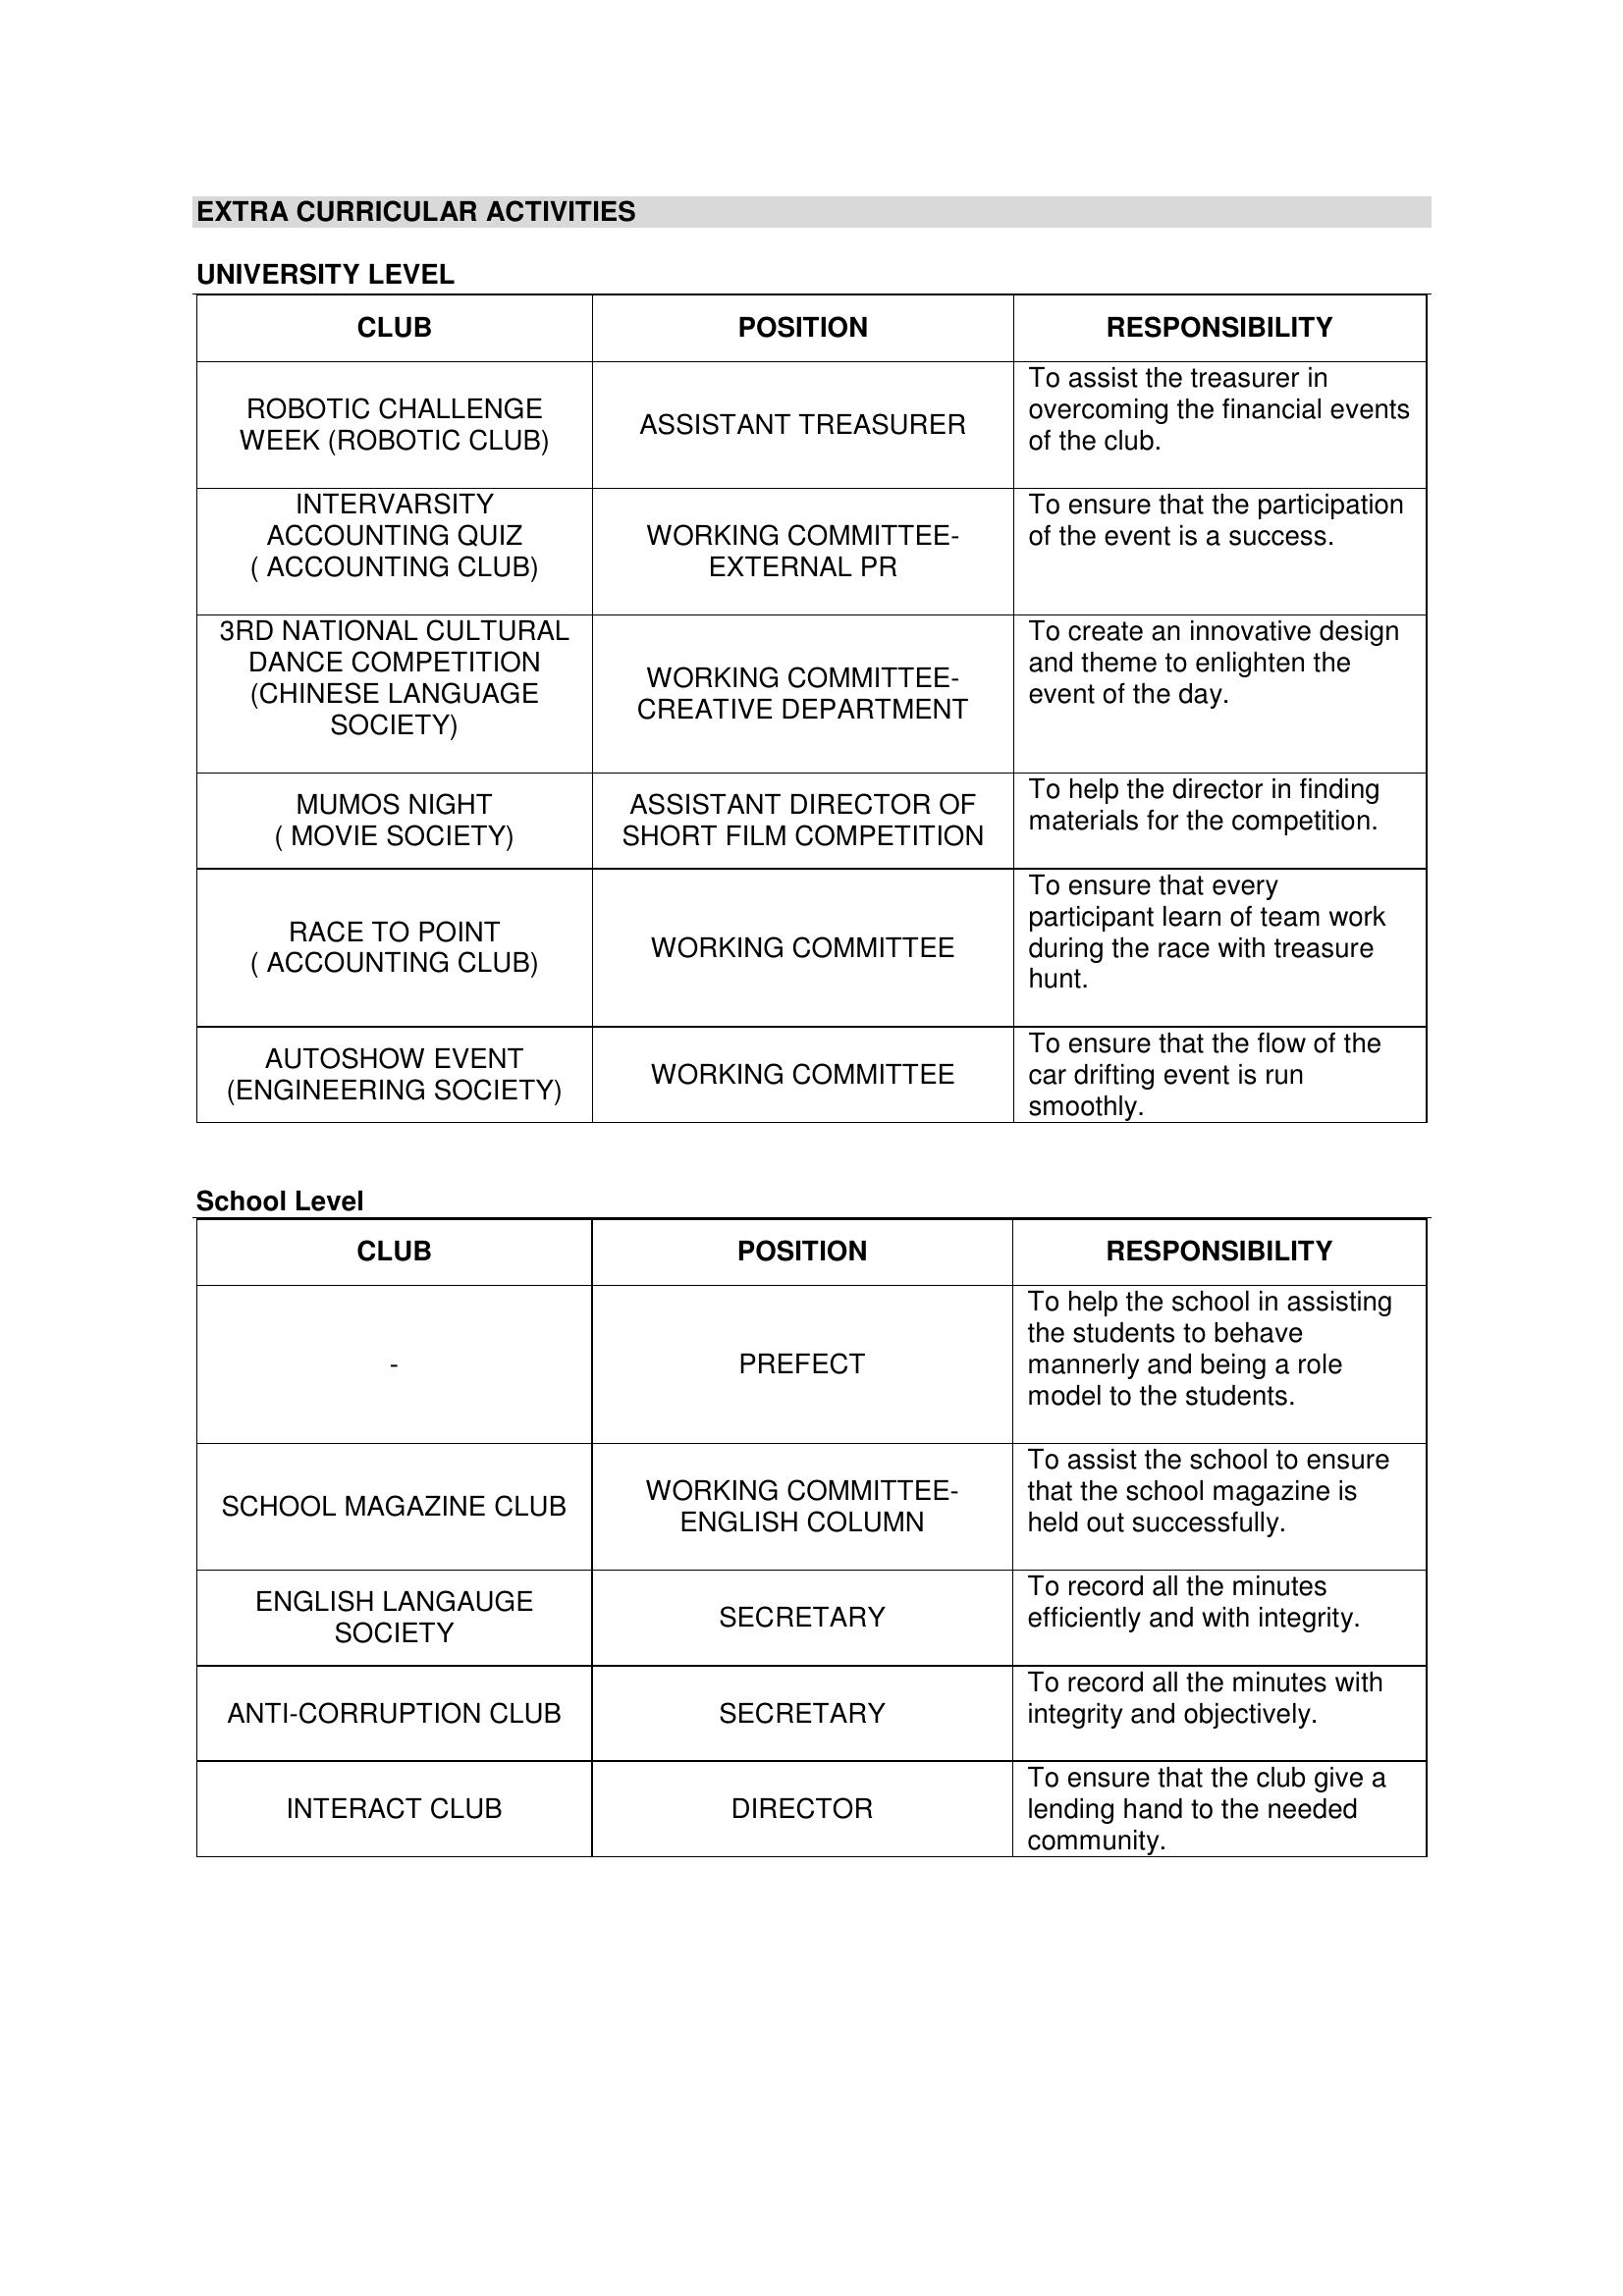 EXTRA CURRICULAR ACTIVITIES
UNIVERSITY LEVEL
CLUB
POSITION
RESPONSIBILITY
ROBOTIC CHALLENGE
WEEK (ROBOTIC CLUB)
ASSISTANT TREASURER
To assist the treasurer in
overcoming the financial events
of the club.
INTERVARSITY
ACCOUNTING QUIZ
( ACCOUNTING CLUB)
WORKING COMMITTEE-
EXTERNAL PR
To ensure that the participation
of the event is a success.
3RD NATIONAL CULTURAL
DANCE COMPETITION
(CHINESE LANGUAGE
SOCIETY)
WORKING COMMITTEE-
CREATIVE DEPARTMENT
To create an innovative design
and theme to enlighten the
event of the day.
MUMOS NIGHT
( MOVIE SOCIETY)
ASSISTANT DIRECTOR OF
SHORT FILM COMPETITION
To help the director in finding
materials for the competition.
RACE TO POINT
( ACCOUNTING CLUB)
WORKING COMMITTEE
To ensure that every
participant learn of team work
during the race with treasure
hunt.
AUTOSHOW EVENT
(ENGINEERING SOCIETY)
WORKING COMMITTEE
To ensure that the flow of the
car drifting event is run
smoothly.
School Level
CLUB
POSITION
RESPONSIBILITY
-
PREFECT
To help the school in assisting
the students to behave
mannerly and being a role
model to the students.
SCHOOL MAGAZINE CLUB
WORKING COMMITTEE-
ENGLISH COLUMN
To assist the school to ensure
that the school magazine is
held out successfully.
ENGLISH LANGAUGE
SOCIETY
SECRETARY
To record all the minutes
efficiently and with integrity.
ANTI-CORRUPTION CLUB
SECRETARY
To record all the minutes with
integrity and objectively.
INTERACT CLUB
DIRECTOR
To ensure that the club give a
lending hand to the needed
community.